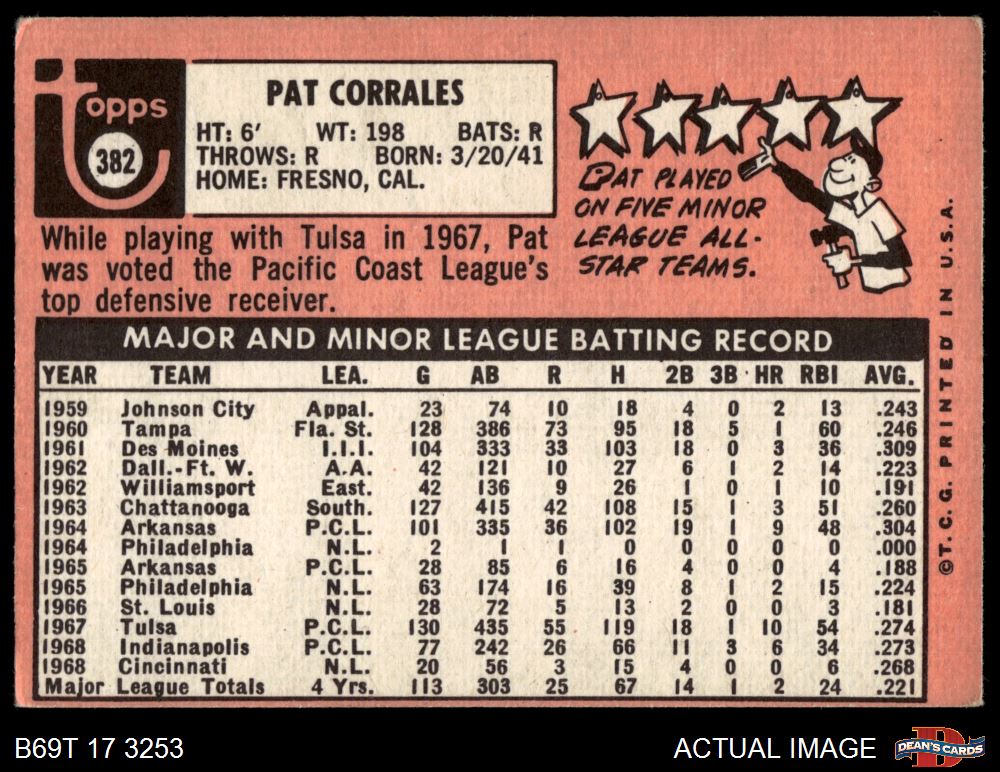 Topps
382
PAT CORRALES
HT: 6' WT: 198 BATS: R
THROWS: R BORN: 3/20/41
HOME: FRESNO, CAL.
While playing with Tulsa in 1967, Pat
was voted the Pacific Coast League's
top defensive receiver.
PAT PLAYED
ON FIVE MINOR
LEAGUE ALL-
STAR TEAMS.
MAJOR AND MINOR LEAGUE BATTING RECORD
YEAR TEAM LEA. G AB R H 2B 3B HR RBI AVG.
1959 Johnson City Appal. 23 74 10 18 4 0 2 13 .243
1960 Tampa Fla. St. 128 386 73 95 18 5 1 60 .246
1961 Des Moines I.I.I. 104 333 33 103 18 0 3 36 .309
1962 Dall.-Ft. W. A.A. 42 121 10 27 6 1 2 14 .223
1962 Williamsport East. 42 136 9 26 1 0 1 10 .191
1963 Chattanooga South. 127 415 42 108 15 1 3 51 .260
1964 Arkansas P.C.L. 101 335 36 102 19 1 9 48 .304
1964 Philadelphia N.L. 2 1 1 0 0 0 0 0 .000
1965 Arkansas P.C.L. 28 85 6 16 4 0 0 4 .188
1965 Philadelphia N.L. 63 174 16 39 8 1 2 15 .224
1966 St. Louis N.L. 28 72 5 13 2 0 0 3 .181
1967 Tulsa P.C.L. 130 435 55 119 18 1 10 54 .274
1968 Indianapolis P.C.L. 77 242 26 66 11 3 6 34 .273
1968 Cincinnati N.L. 20 56 3 15 4 0 0 6 .268
Major League Totals 4 Yrs. 113 303 25 67 14 1 2 24 .221
©T.C.G. PRINTED IN U.S.A.
B69T 17 3253
ACTUAL IMAGE
DEAN'S CARDS